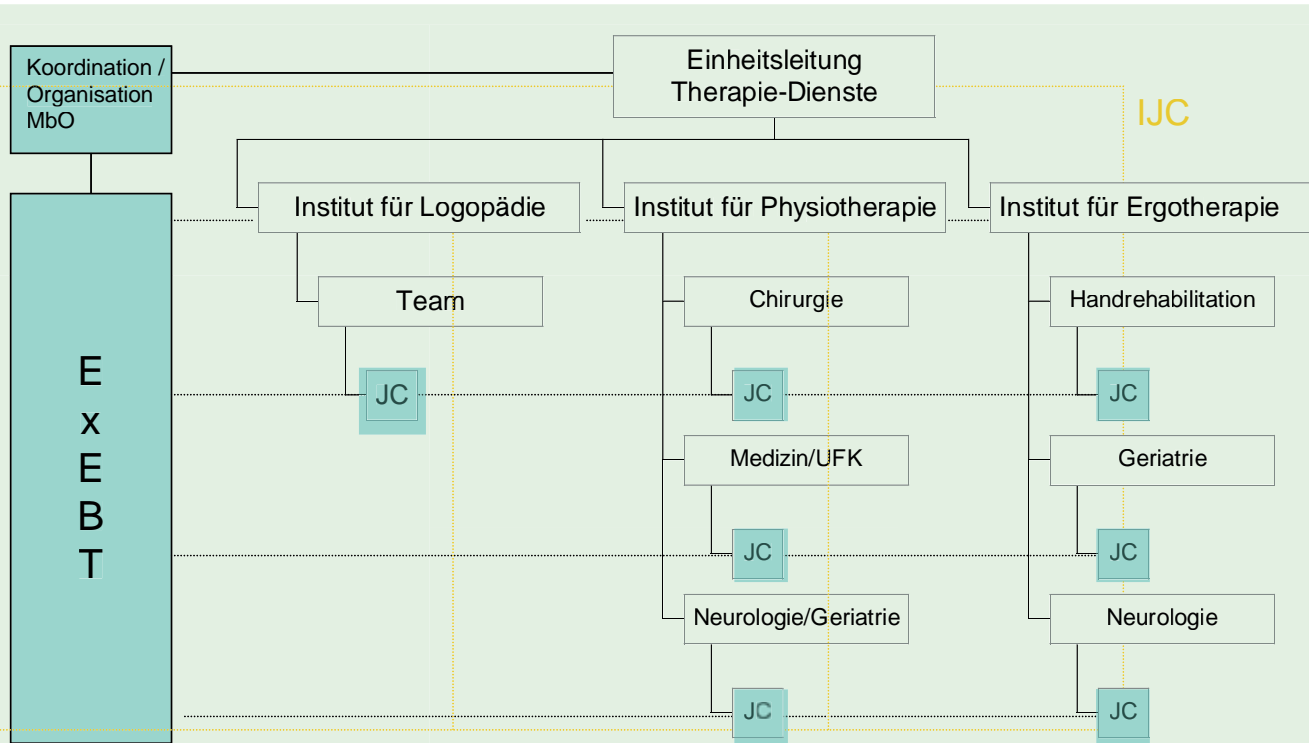 Koordination /
Organisation
MbO
Einheitsleitung
Therapie-Dienste
IJC
Institut für Logopädie
Institut für Physiotherapie
Institut für Ergotherapie
Team
Chirurgie
Handrehabilitation
JC
JC
JC
Medizin/UFK
Geriatrie
JC
JC
Neurologie/Geriatrie
Neurologie
JC
JC
E
x
E
B
T